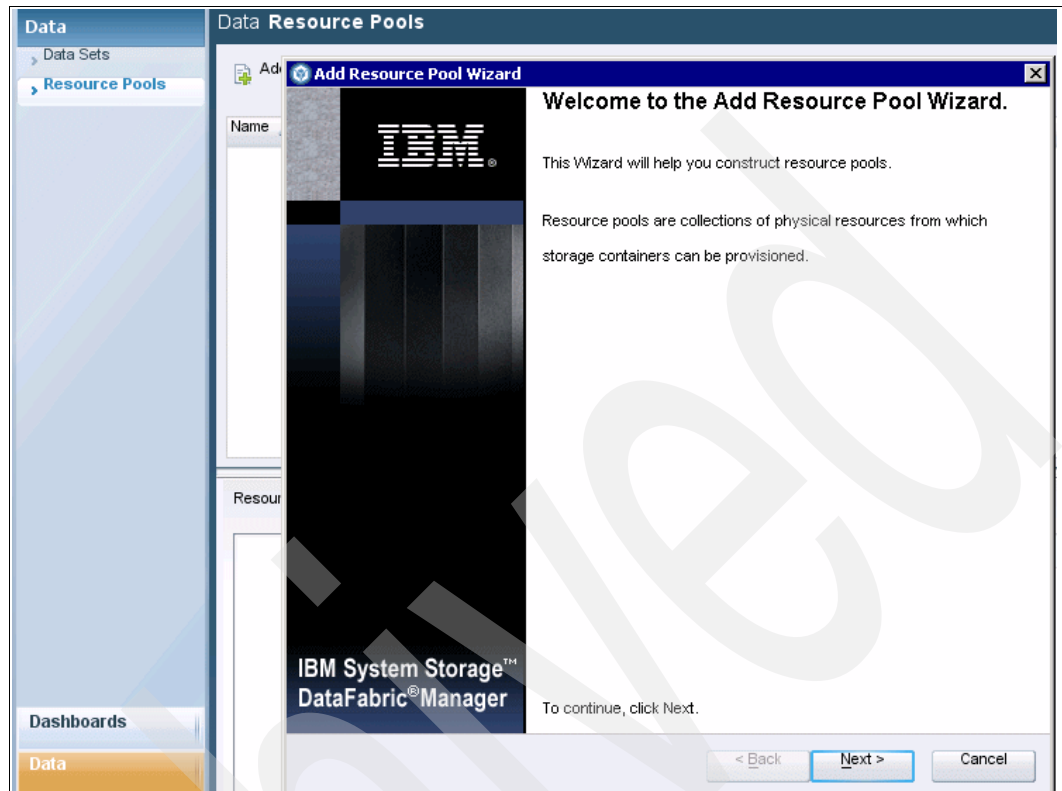 Data
Data Sets
Resource Pools
Dashboards
Data
Data Resource Pools
Name
Add Resource Pool Wizard
IBM®
IBM System Storage™
DataFabric®Manager
Welcome to the Add Resource Pool Wizard.
This Wizard will help you construct resource pools.
Resource pools are collections of physical resources from which
storage containers can be provisioned.
To continue, click Next.
< Back
Next >
Cancel